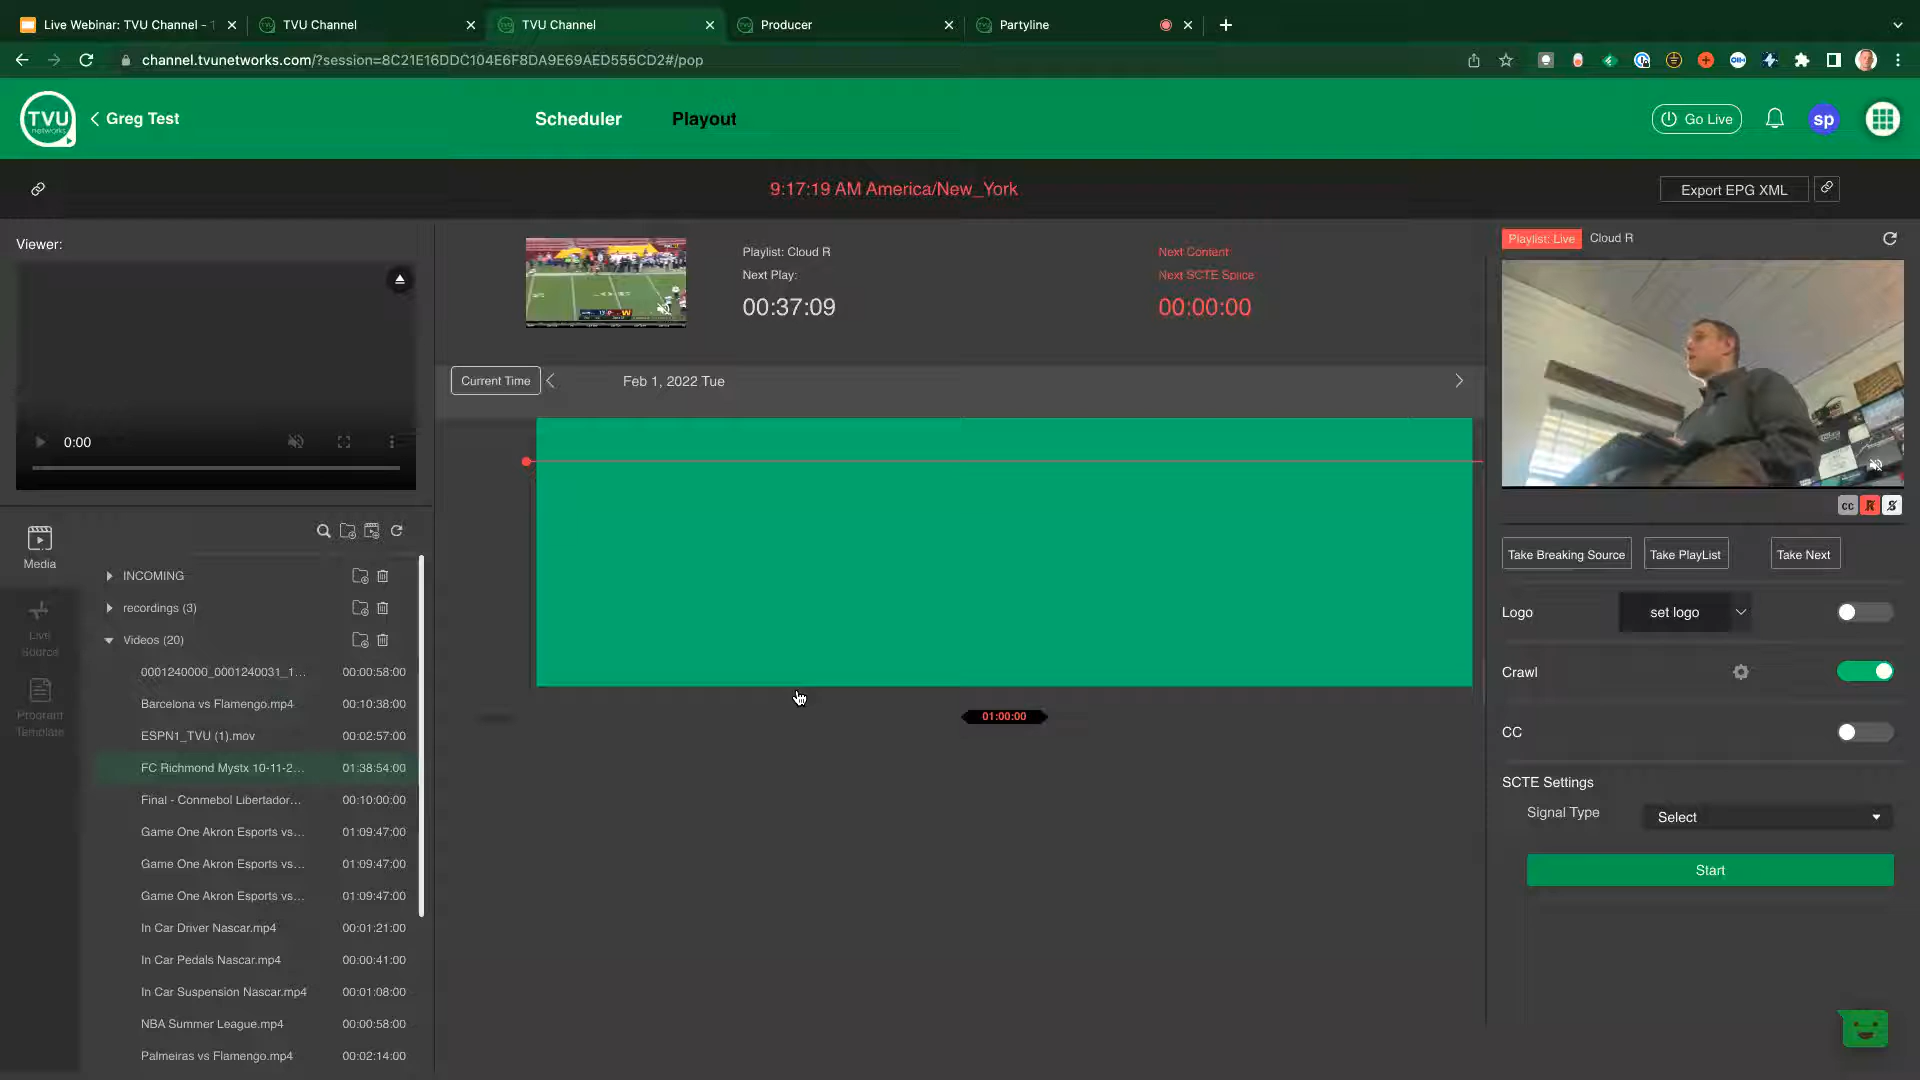 Live Webinar: TVU Channel -
TVU Channel
TVU Channel
Producer
Partyline
channel.tvunetworks.com/?session=8C21E16DDC104E6F8DA9E69AED555CD2#/pop
TVU
networks
Greg Test
Scheduler
Playout
Go Live
sp
9:17:19 AM America/New_York
Export EPG XML
Viewer:
0:00
Playlist: Cloud R
Next Play:
00:37:09
Next Content
Next SCTE Splice
00:00:00
Playlist: Live
Cloud R
Current Time
Feb 1, 2022 Tue
01:00:00
Media
Live
Source
Program
Template
INCOMING
recordings (3)
Videos (20)
0001240000_0001240031_1... 00:00:58:00
Barcelona vs Flamengo.mp4 00:10:38:00
ESPN1_TVU (1).mov 00:02:57:00
FC Richmond Mystx 10-11-2... 01:38:54:00
Final - Conmebol Libertador... 00:10:00:00
Game One Akron Esports vs... 01:09:47:00
Game One Akron Esports vs... 01:09:47:00
Game One Akron Esports vs... 01:09:47:00
In Car Driver Nascar.mp4 00:01:21:00
In Car Pedals Nascar.mp4 00:00:41:00
In Car Suspension Nascar.mp4 00:01:08:00
NBA Summer League.mp4 00:00:58:00
Palmeiras vs Flamengo.mp4 00:02:14:00
CC
Take Breaking Source
Take PlayList
Take Next
Logo
set logo
Crawl
CC
SCTE Settings
Signal Type
Select
Start